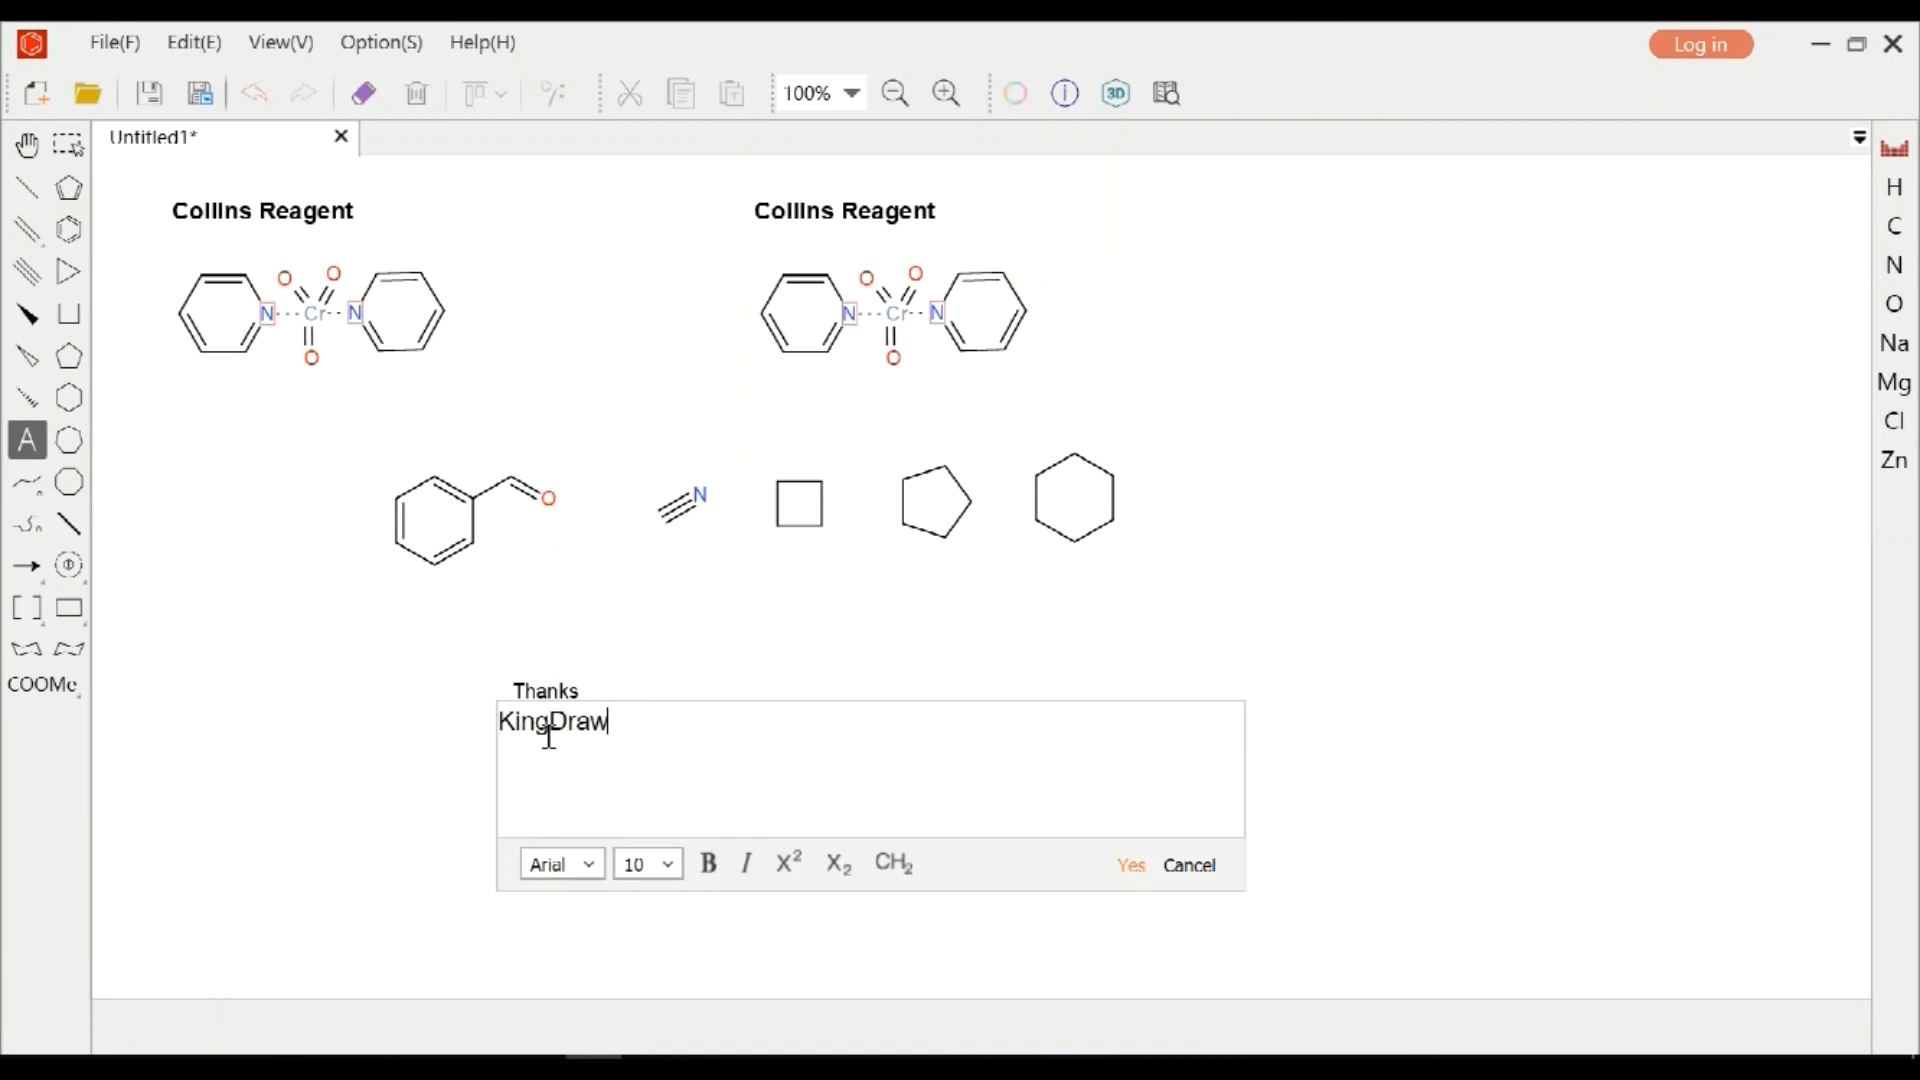 File(F) Edit(E) View(V) Option(S) Help(H) Log in
100% 3D
Untitled1*
Collins Reagent Collins Reagent
O O O O
N Cr N N Cr N
O O
O N
Thanks
KingDraw
Arial 10 B I X² X₂ CH₂ Yes Cancel
A
COOMe
H
C
N
O
Na
Mg
Cl
Zn